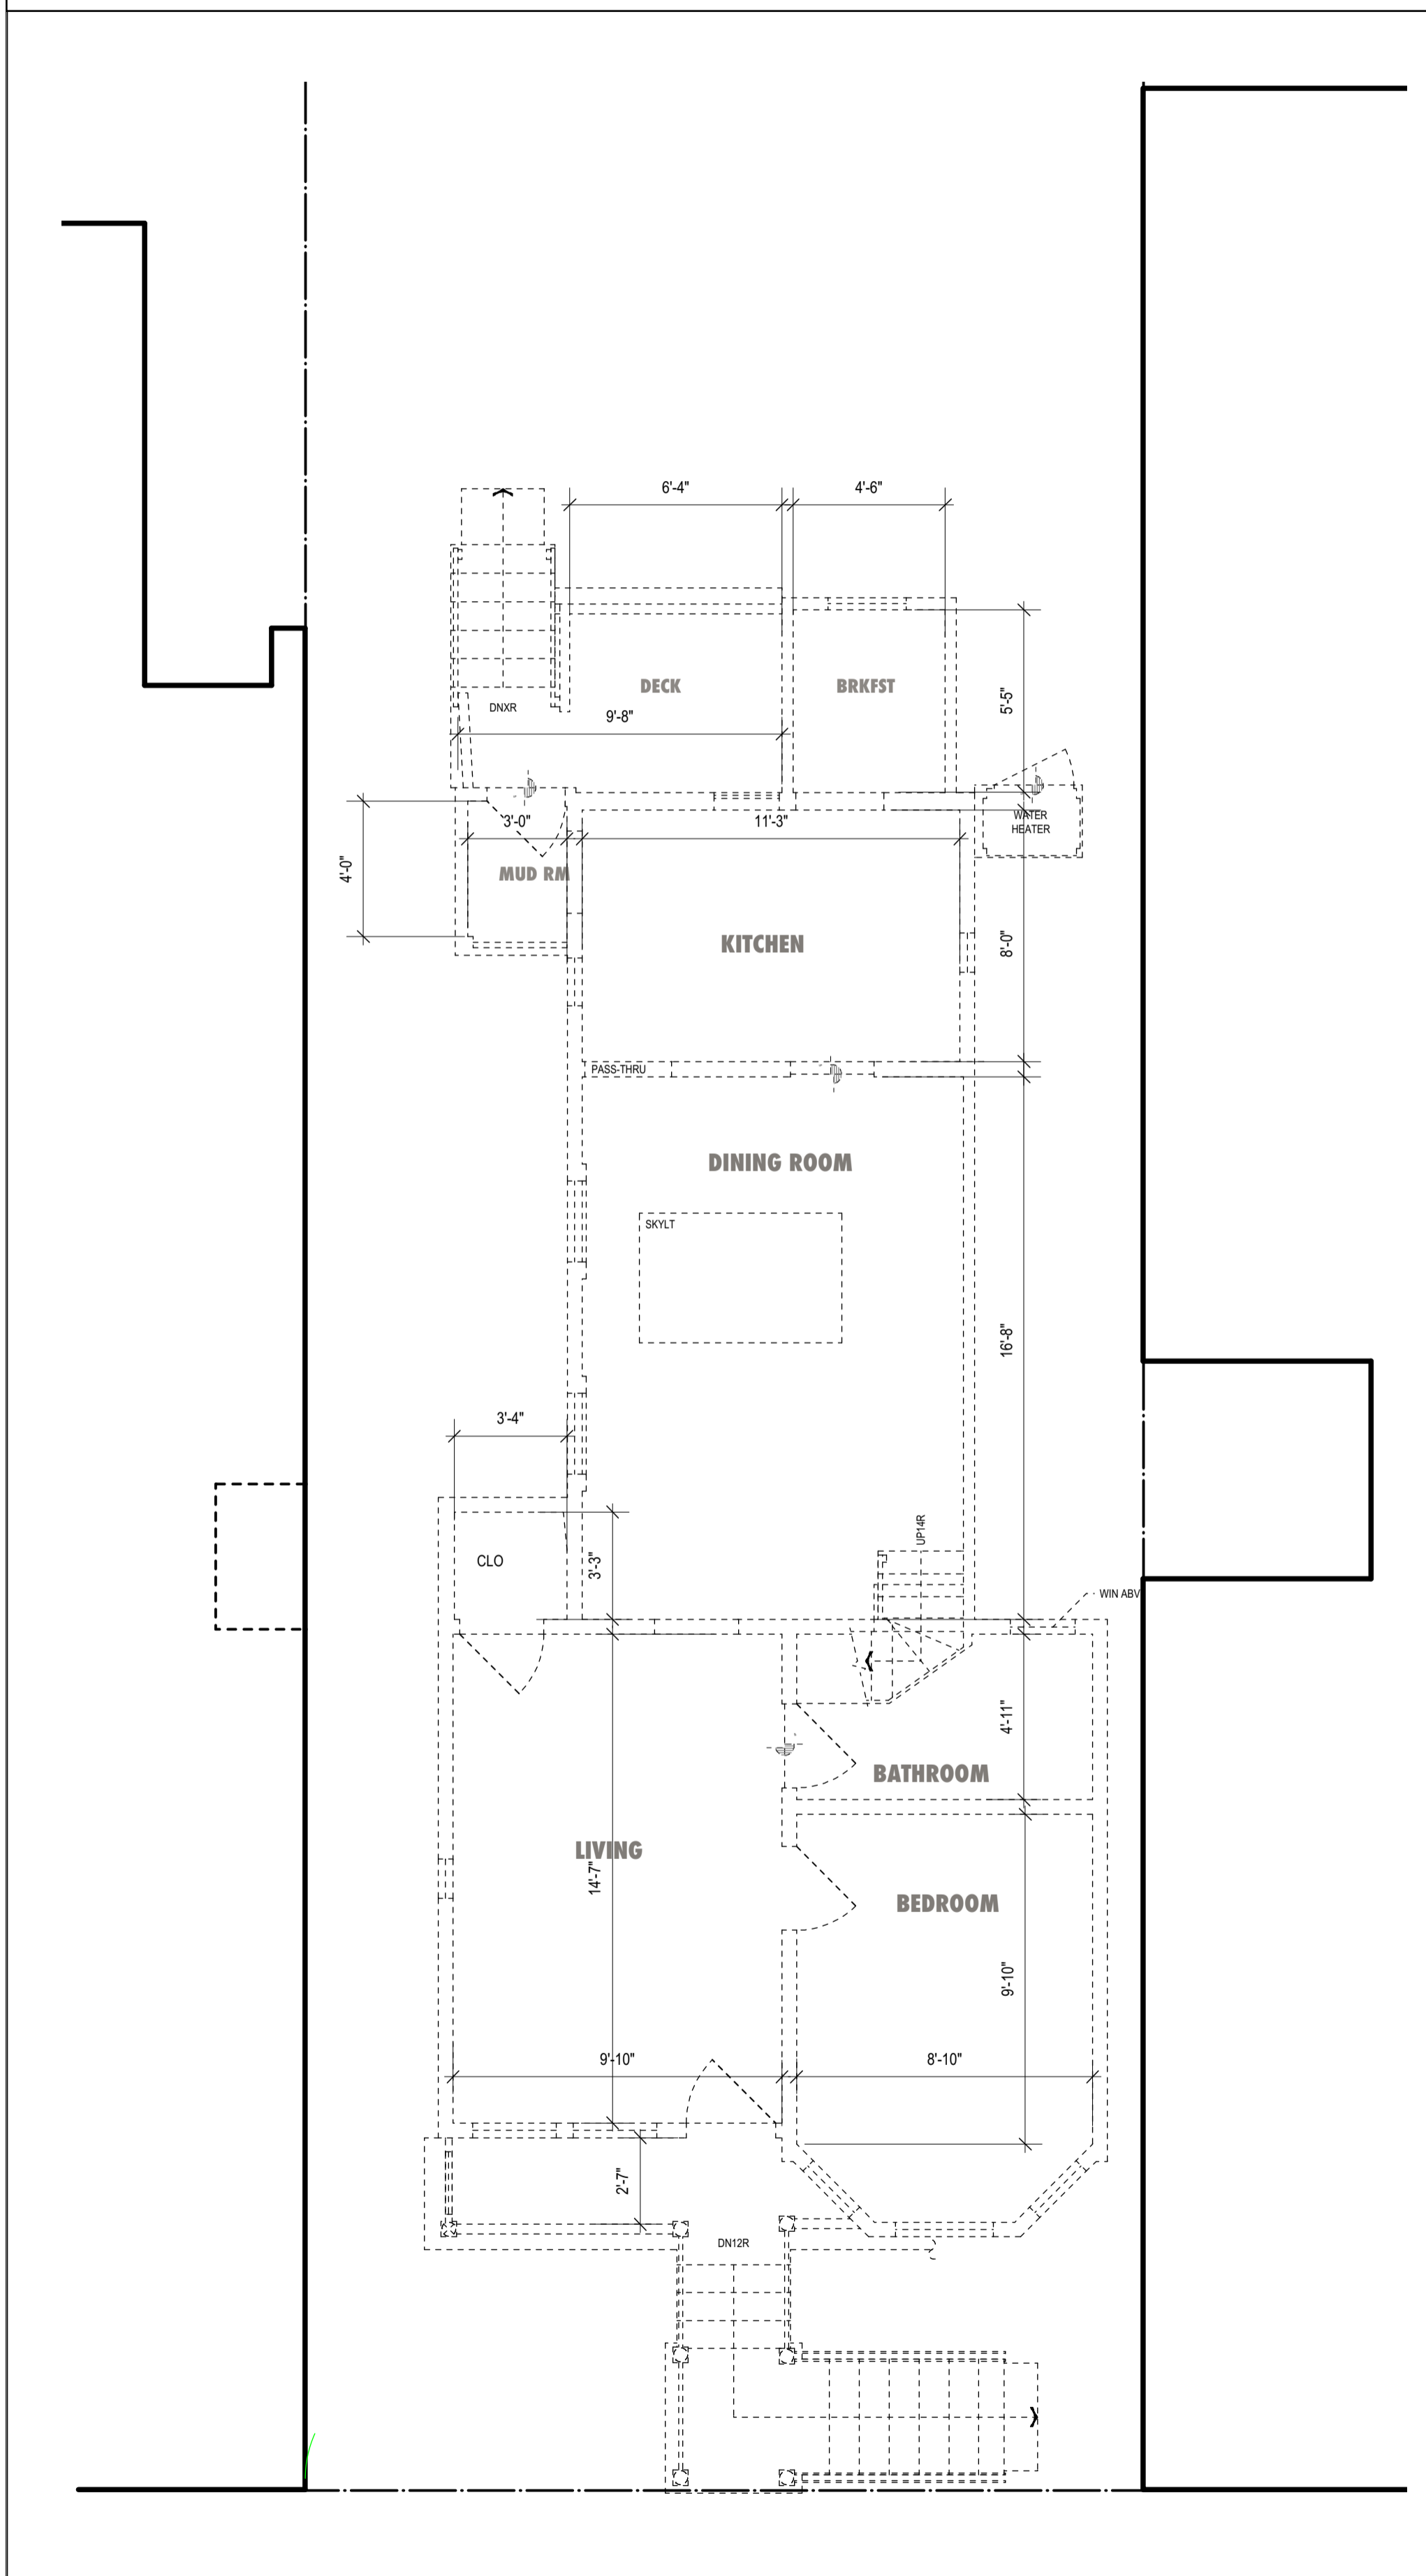 6'-4"
4'-6"
DECK
BRKFST
5'-5"
DNXR
9'-8"
WATER
HEATER
3'-0"
11'-3"
4'-0"
MUD RM
KITCHEN
8'-0"
PASS-THRU
DINING ROOM
SKYLT
16'-8"
3'-4"
UP14R
CLO
3'-3"
WIN ABV
4'-11"
BATHROOM
LIVING
14'-7"
BEDROOM
9'-10"
9'-10"
8'-10"
2'-7"
DN12R